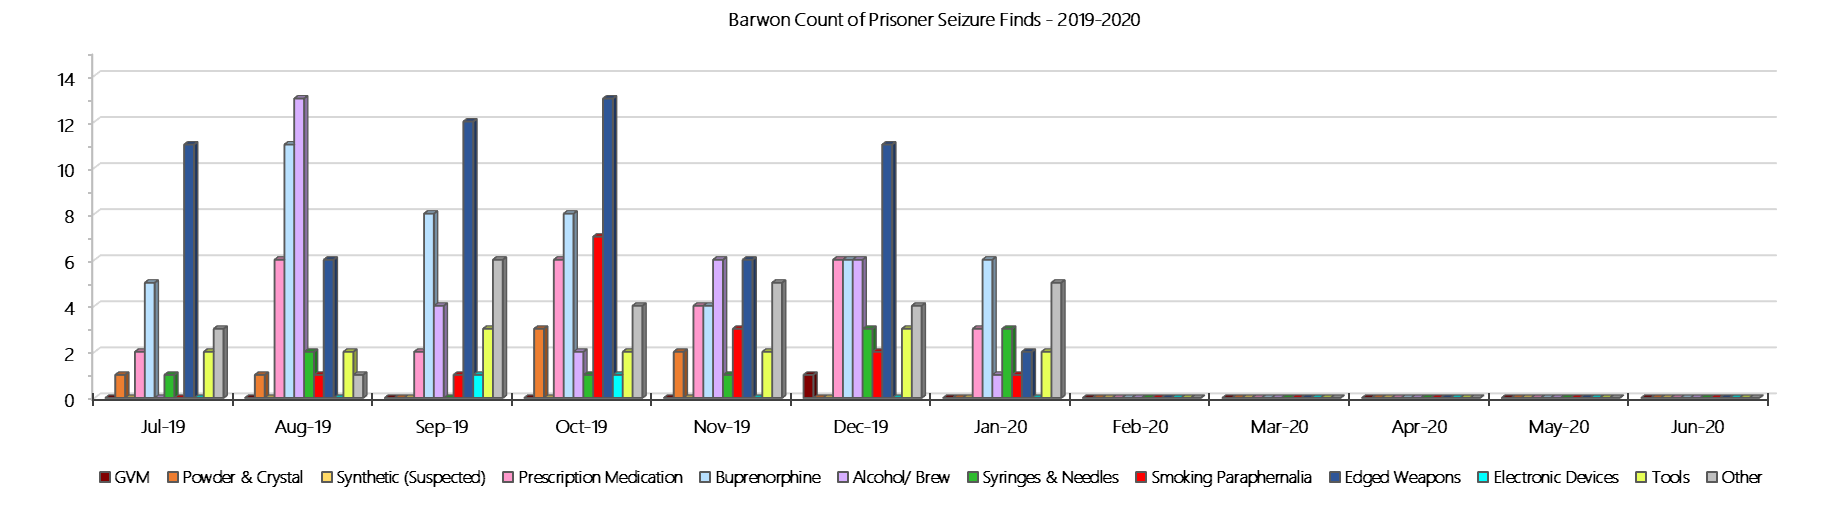 Barwon Count of Prisoner Seizure Finds - 2019-2020
14
12
10
8
6
4
2
0
Jul-19 Aug-19 Sep-19 Oct-19 Nov-19 Dec-19 Jan-20 Feb-20 Mar-20 Apr-20 May-20 Jun-20
GVM Powder & Crystal Synthetic (Suspected) Prescription Medication Buprenorphine Alcohol/ Brew Syringes & Needles Smoking Paraphernalia Edged Weapons Electronic Devices Tools Other